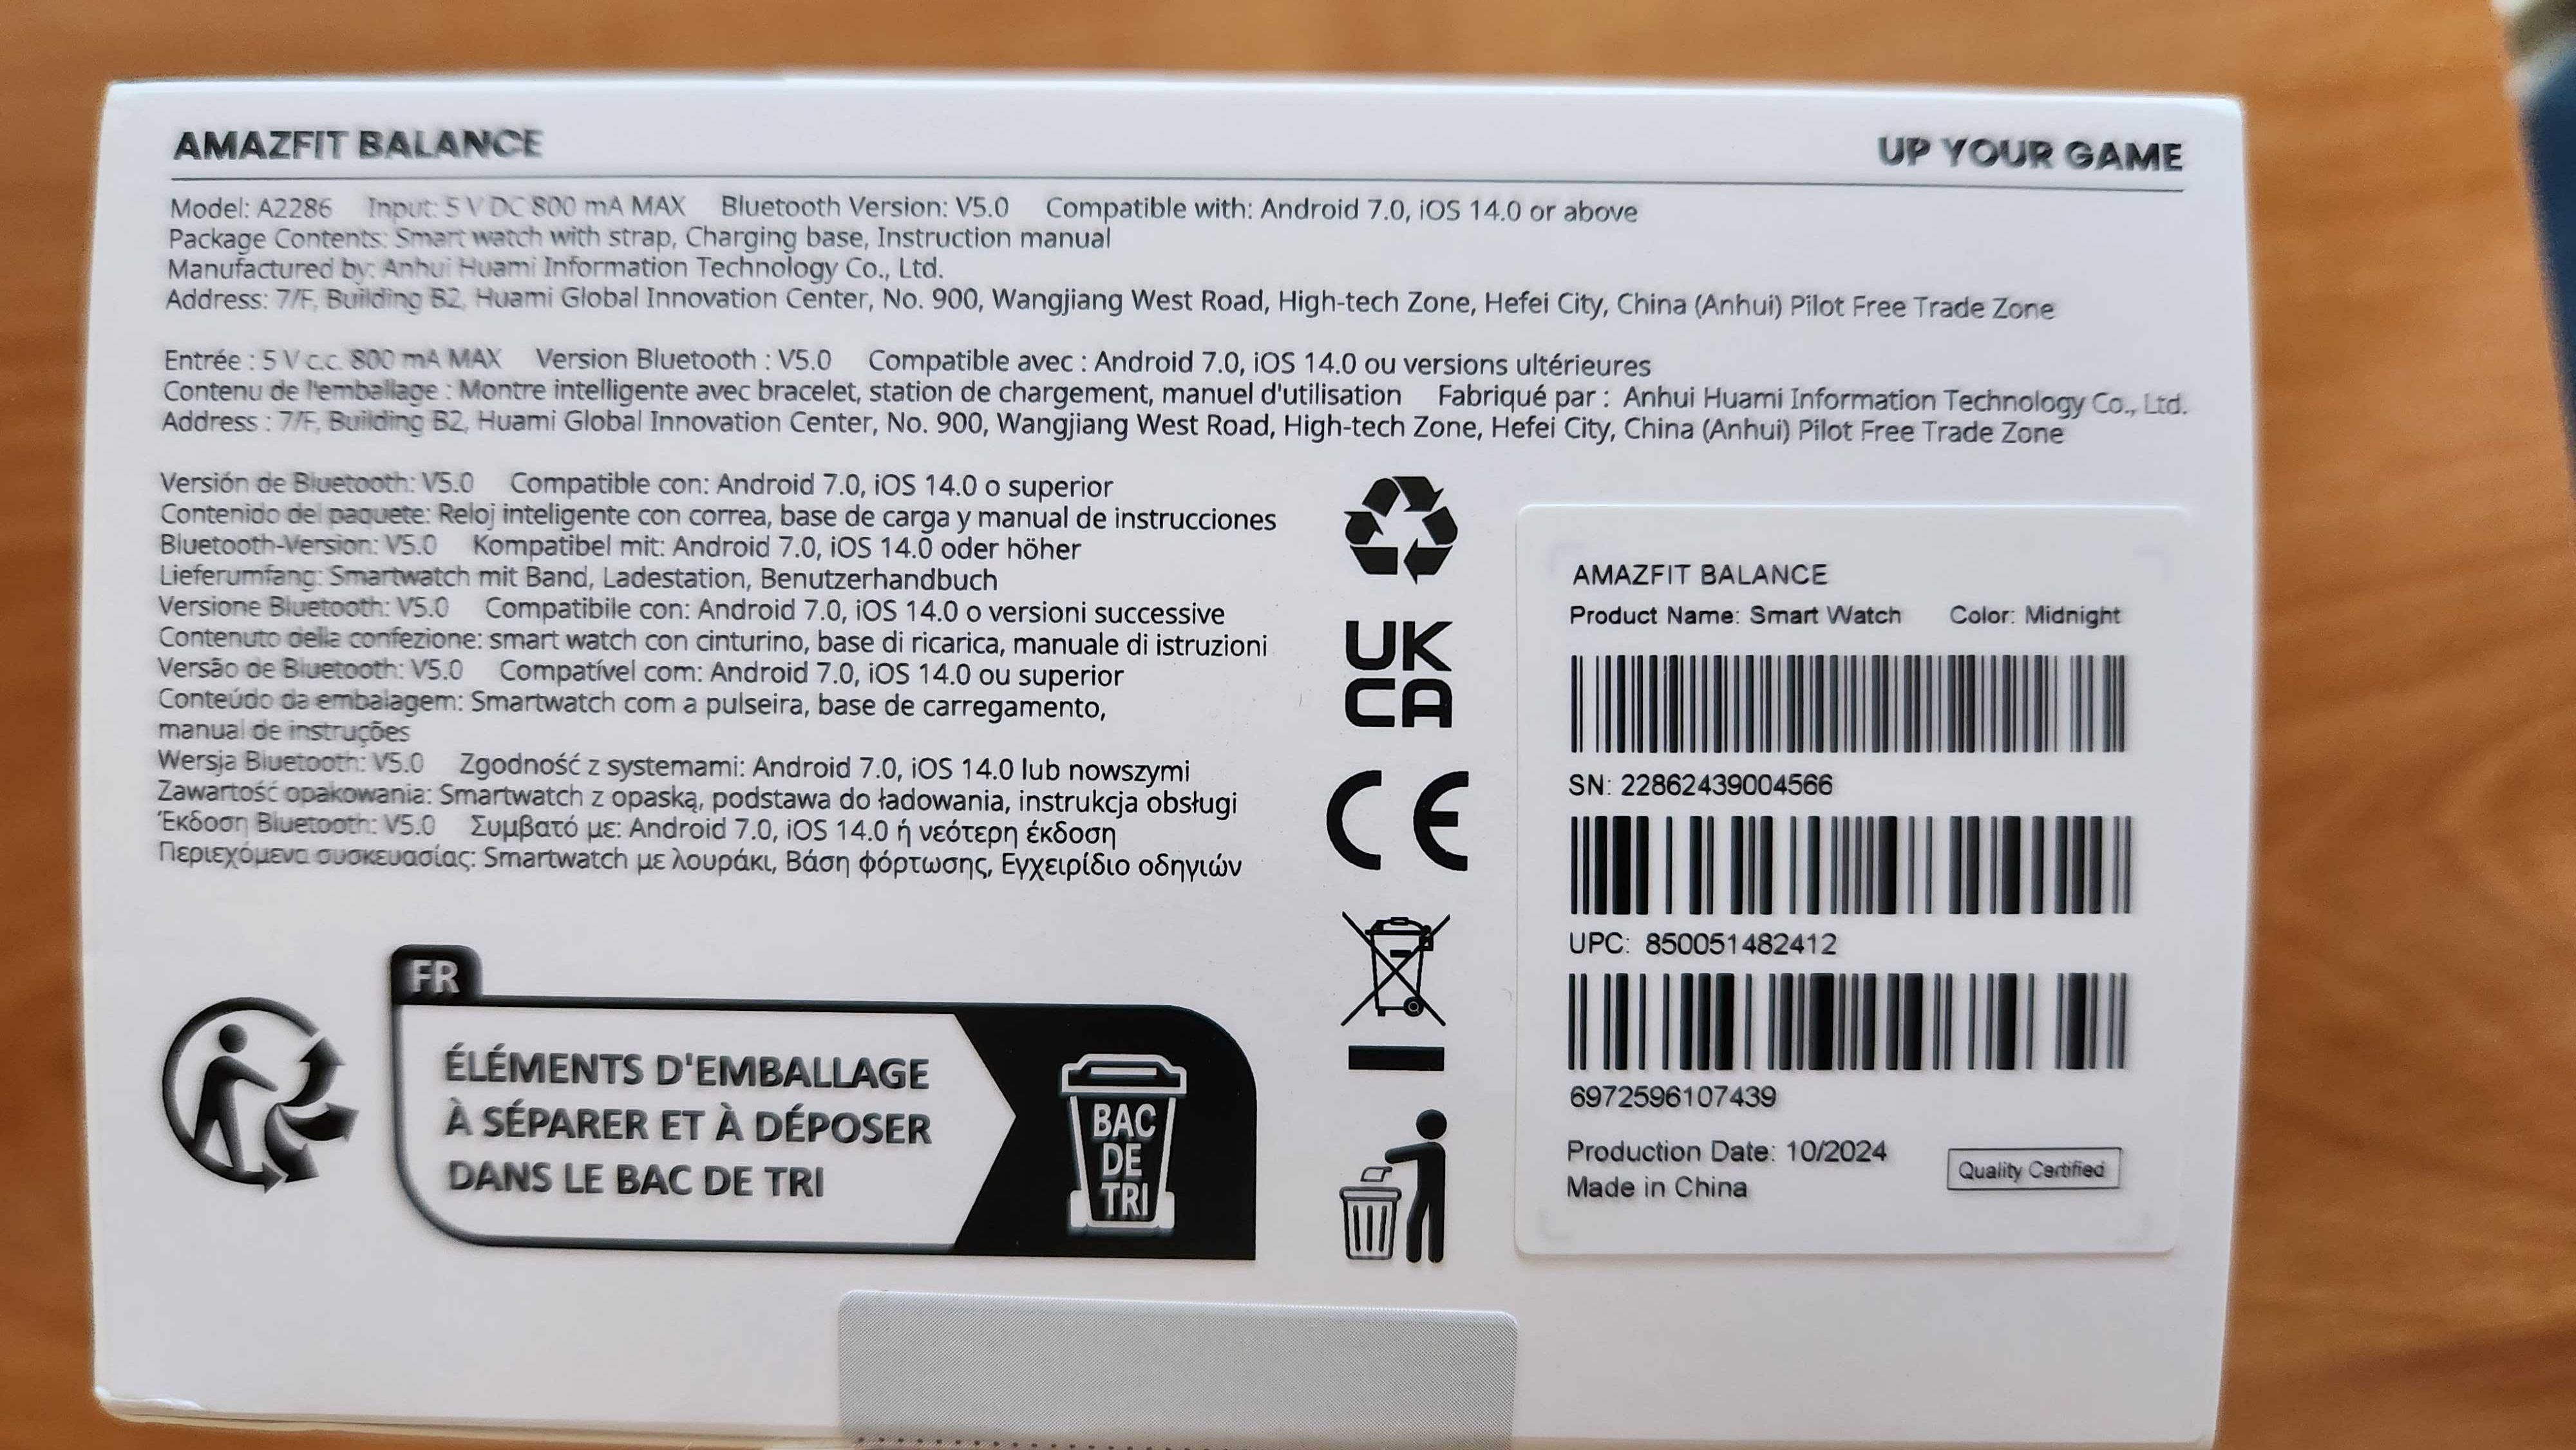 AMAZFIT BALANCE
UP YOUR GAME
Model: A2286 Input: 5 V DC 800 mA MAX Bluetooth Version: V5.0 Compatible with: Android 7.0, iOS 14.0 or above
Package Contents: Smart watch with strap, Charging base, Instruction manual
Manufactured by: Anhui Huami Information Technology Co., Ltd.
Address: 7/F, Building B2, Huami Global Innovation Center, No. 900, Wangjiang West Road, High-tech Zone, Hefei City, China (Anhui) Pilot Free Trade Zone
Entrée : 5 V c.c. 800 mA MAX Version Bluetooth : V5.0 Compatible avec : Android 7.0, iOS 14.0 ou versions ultérieures
Contenu de l'emballage : Montre intelligente avec bracelet, station de chargement, manuel d'utilisation Fabriqué par : Anhui Huami Information Technology Co., Ltd.
Address : 7/F, Building B2, Huami Global Innovation Center, No. 900, Wangjiang West Road, High-tech Zone, Hefei City, China (Anhui) Pilot Free Trade Zone
Versión de Bluetooth: V5.0 Compatible con: Android 7.0, iOS 14.0 o superior
Contenido del paquete: Reloj inteligente con correa, base de carga y manual de instrucciones
Bluetooth-Version: V5.0 Kompatibel mit: Android 7.0, iOS 14.0 oder höher
Lieferumfang: Smartwatch mit Band, Ladestation, Benutzerhandbuch
Versione Bluetooth: V5.0 Compatibile con: Android 7.0, iOS 14.0 o versioni successive
Contenuto della confezione: smart watch con cinturino, base di ricarica, manuale di istruzioni
Versão de Bluetooth: V5.0 Compatível com: Android 7.0, iOS 14.0 ou superior
Conteúdo da embalagem: Smartwatch com a pulseira, base de carregamento,
manual de instruções
Wersja Bluetooth: V5.0 Zgodność z systemami: Android 7.0, iOS 14.0 lub nowszymi
Zawartość opakowania: Smartwatch z opaską, podstawa do ładowania, instrukcja obsługi
Έκδοση Bluetooth: V5.0 Συμβατό με: Android 7.0, iOS 14.0 ή νεότερη έκδοση
Περιεχόμενα συσκευασίας: Smartwatch με λουράκι, Βάση φόρτωσης, Εγχειρίδιο οδηγιών
FR
ÉLÉMENTS D'EMBALLAGE
À SÉPARER ET À DÉPOSER
DANS LE BAC DE TRI
BAC
DE
TRI
UK
CA
CE
AMAZFIT BALANCE
Product Name: Smart Watch Color: Midnight
SN: 22862439004566
UPC: 850051482412
6972596107439
Production Date: 10/2024
Made in China
Quality Certified